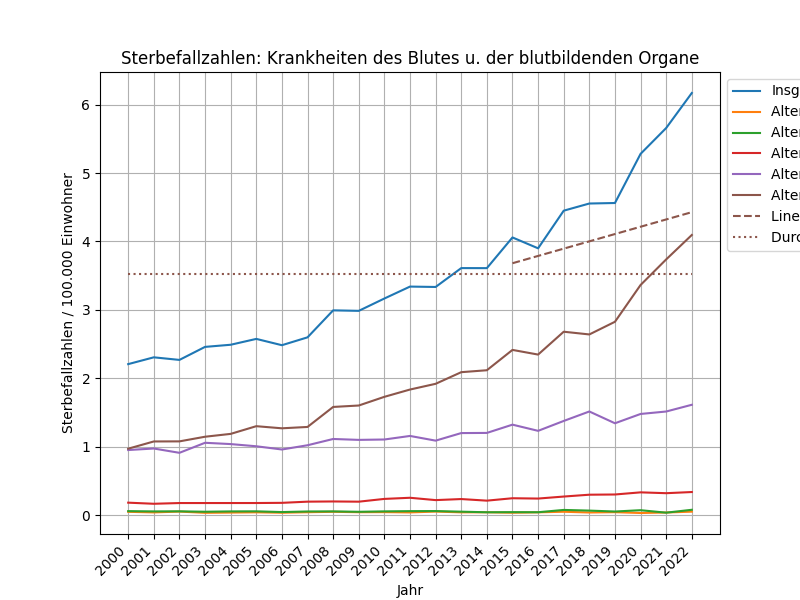 Sterbefallzahlen: Krankheiten des Blutes u. der blutbildenden Organe
Sterbefallzahlen / 100.000 Einwohner
6
5
4
3
2
1
0
2000
2001
2002
2003
2004
2005
2006
2007
2008
2009
2010
2011
2012
2013
2014
2015
2016
2017
2018
2019
2020
2021
2022
Jahr
Insg
Alter
Alter
Alter
Alter
Alter
Line
Durc